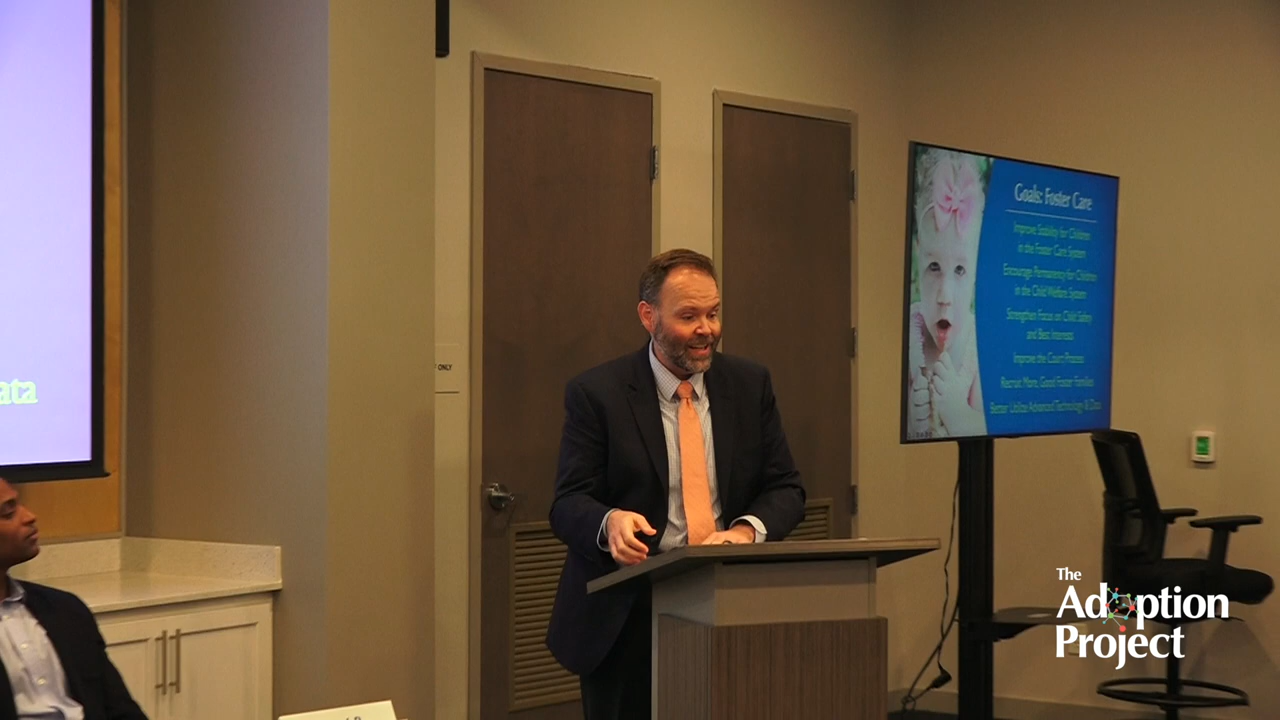 ata
ONLY
Goals: Foster Care
Improve Stability for Children
in the Foster Care System
Encourage Permanency for Children
in the Child Welfare System
Strengthen Focus on Child Safety
and Best Interests
Improve the Court Process
Recruit More, Good Foster Families
Better Utilize Advanced Technology & Data
The
Adoption
Project